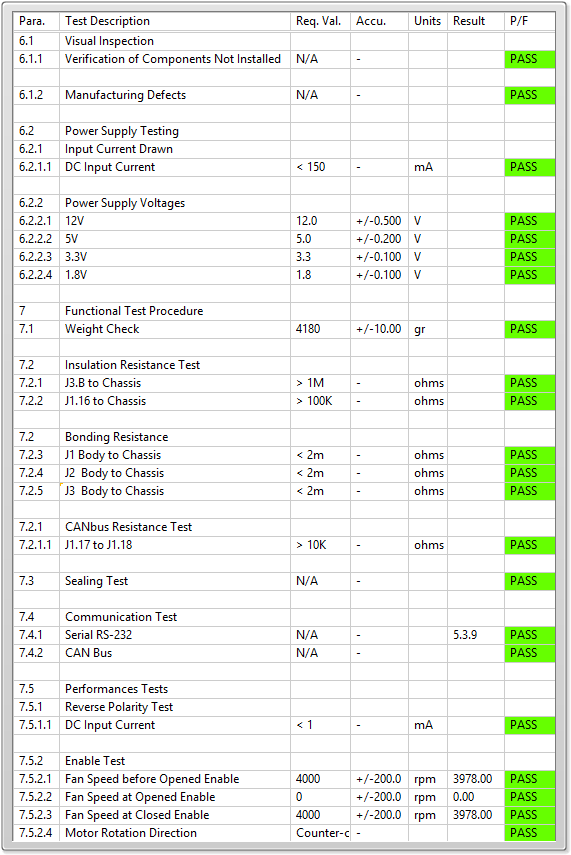 Para. Test Description Req. Val. Accu. Units Result P/F
6.1 Visual Inspection
6.1.1 Verification of Components Not Installed N/A - PASS
6.1.2 Manufacturing Defects N/A - PASS
6.2 Power Supply Testing
6.2.1 Input Current Drawn
6.2.1.1 DC Input Current < 150 - mA PASS
6.2.2 Power Supply Voltages
6.2.2.1 12V 12.0 +/-0.500 V PASS
6.2.2.2 5V 5.0 +/-0.200 V PASS
6.2.2.3 3.3V 3.3 +/-0.100 V PASS
6.2.2.4 1.8V 1.8 +/-0.100 V PASS
7 Functional Test Procedure
7.1 Weight Check 4180 +/-10.00 gr PASS
7.2 Insulation Resistance Test
7.2.1 J3.B to Chassis > 1M - ohms PASS
7.2.2 J1.16 to Chassis > 100K - ohms PASS
7.2 Bonding Resistance
7.2.3 J1 Body to Chassis < 2m - ohms PASS
7.2.4 J2 Body to Chassis < 2m - ohms PASS
7.2.5 J3 Body to Chassis < 2m - ohms PASS
7.2.1 CANbus Resistance Test
7.2.1.1 J1.17 to J1.18 > 10K - ohms PASS
7.3 Sealing Test N/A - PASS
7.4 Communication Test
7.4.1 Serial RS-232 N/A - 5.3.9 PASS
7.4.2 CAN Bus N/A - PASS
7.5 Performances Tests
7.5.1 Reverse Polarity Test
7.5.1.1 DC Input Current < 1 - mA PASS
7.5.2 Enable Test
7.5.2.1 Fan Speed before Opened Enable 4000 +/-200.0 rpm 3978.00 PASS
7.5.2.2 Fan Speed at Opened Enable 0 +/-200.0 rpm 0.00 PASS
7.5.2.3 Fan Speed at Closed Enable 4000 +/-200.0 rpm 3978.00 PASS
7.5.2.4 Motor Rotation Direction Counter-c - PASS